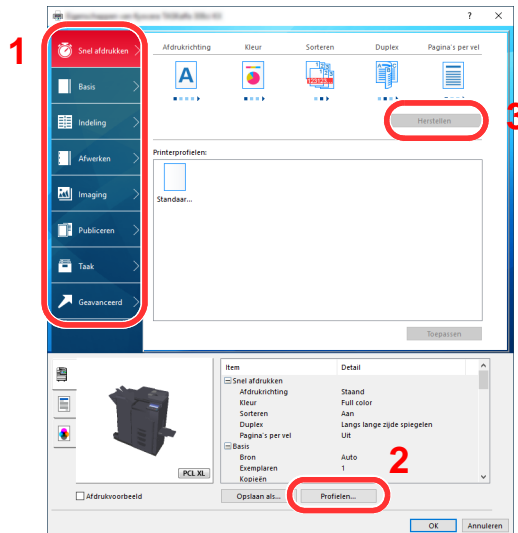 ? ×
1
Snel afdrukken
Basis
Indeling
Afwerken
Imaging
Publiceren
Taak
Geavanceerd
Afdrukrichting Kleur Sorteren Duplex Pagina's per vel
A
123123...
Herstellen
3
Printerprofielen:
Standaar...
Toepassen
PCL XL
Afdrukvoorbeeld
Item Detail
Snel afdrukken
Afdrukrichting Staand
Kleur Full color
Sorteren Aan
Duplex Langs lange zijde spiegelen
Pagina's per vel Uit
Basis
Bron Auto
Exemplaren 1
Kopieën
2
Opslaan als... Profielen...
OK Annuleren